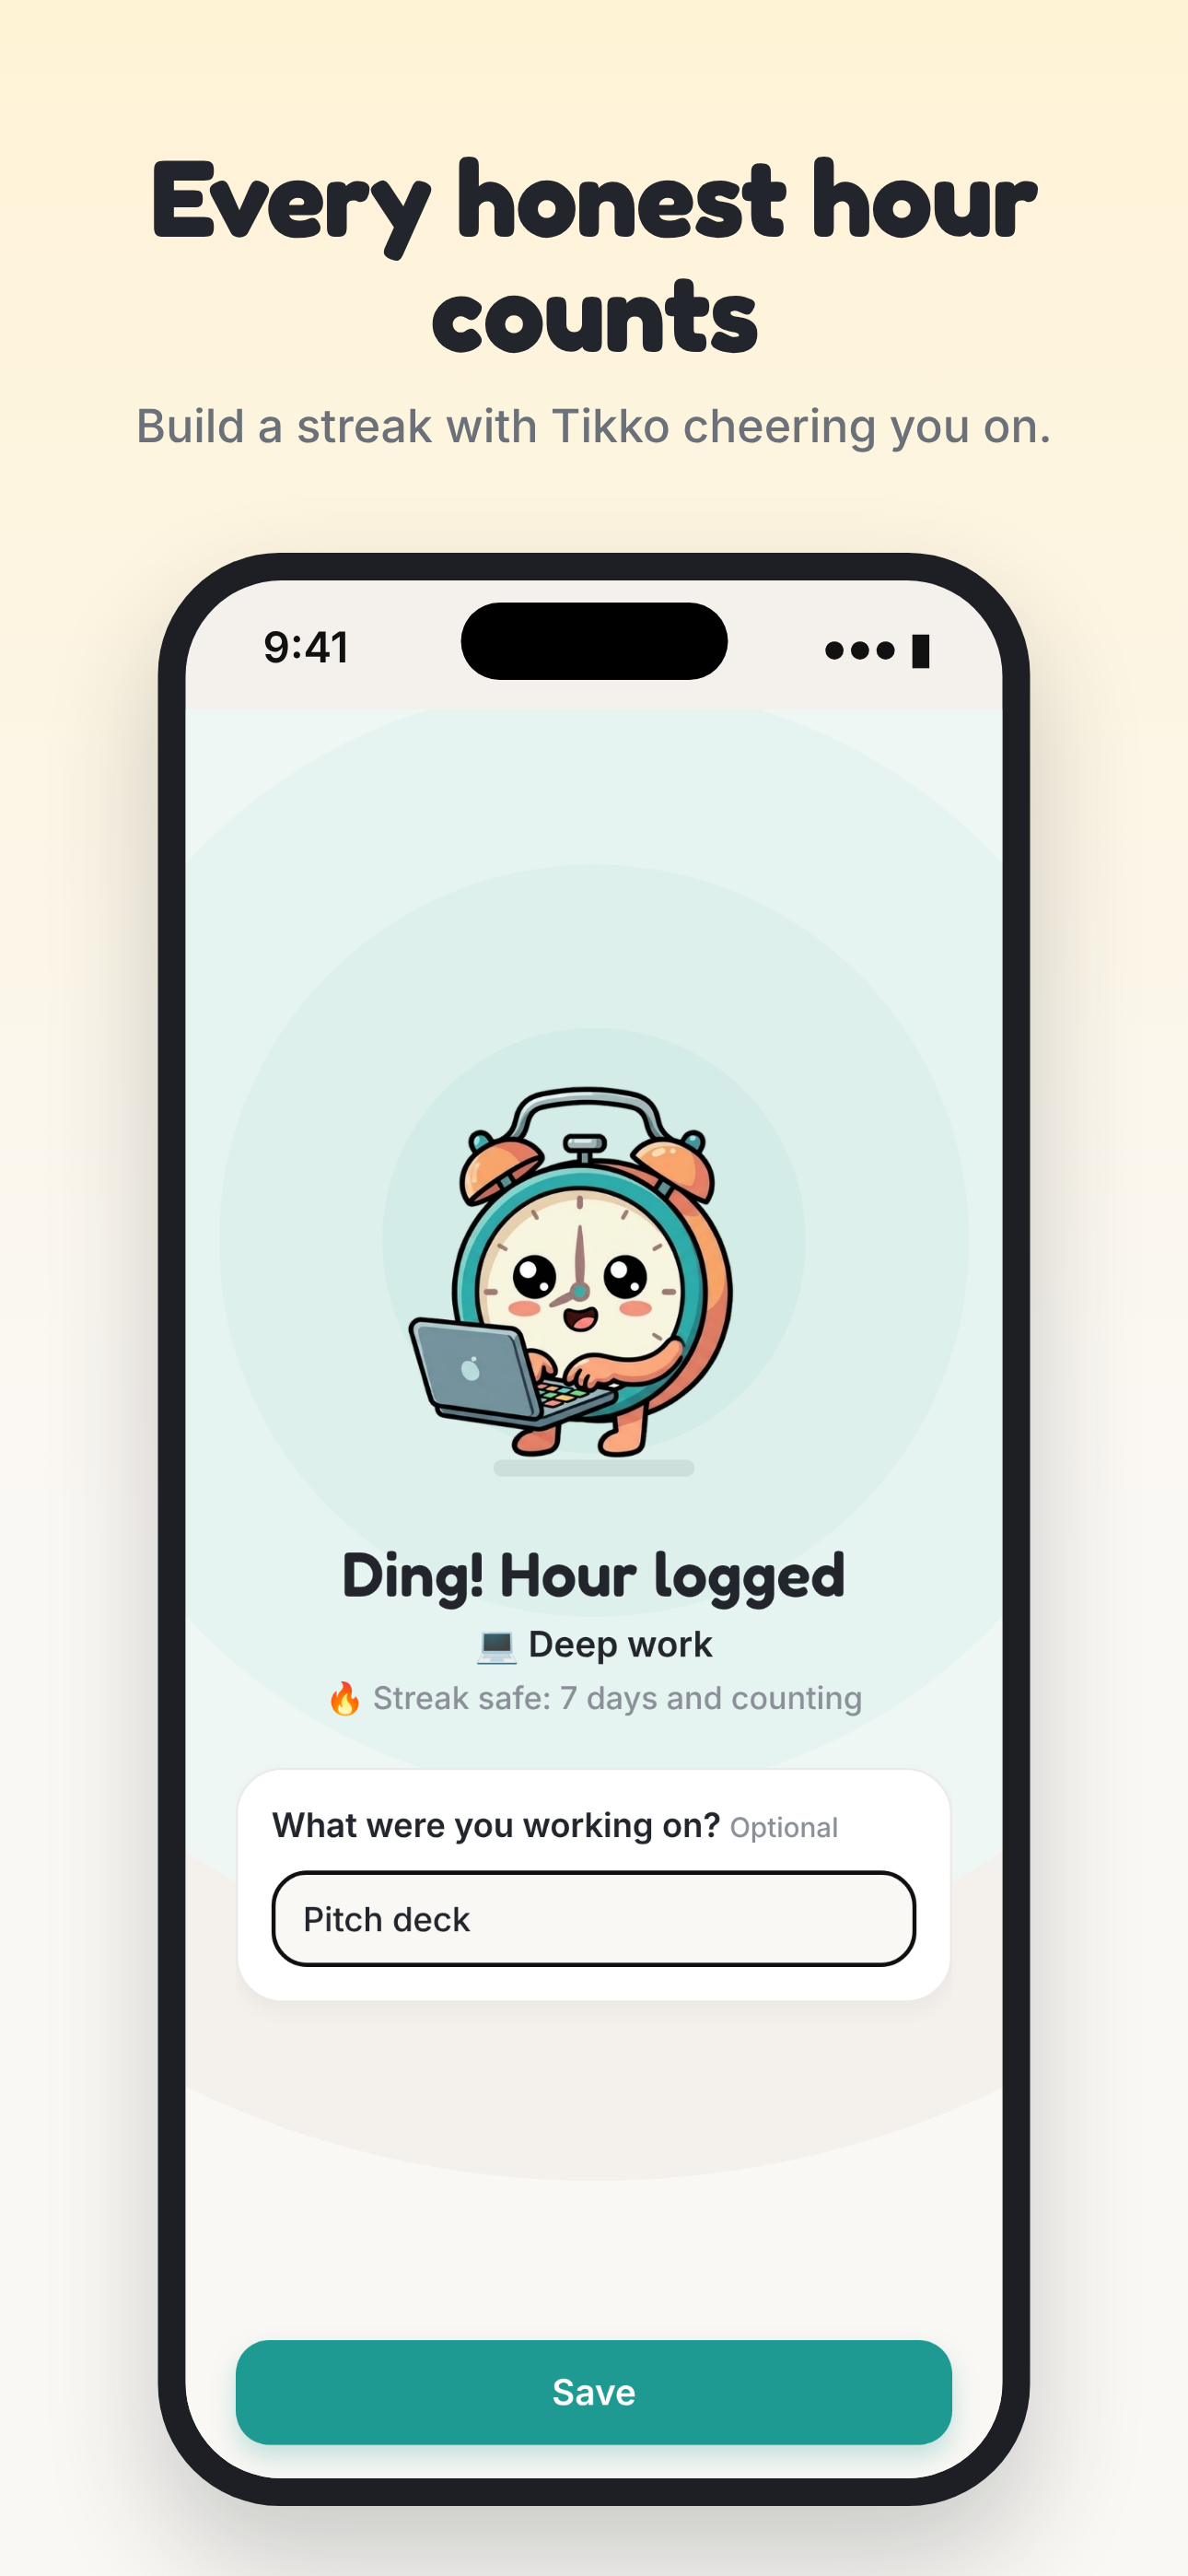 Every honest hour
counts
Build a streak with Tikko cheering you on.
9:41
Ding! Hour logged
💻 Deep work
🔥 Streak safe: 7 days and counting
What were you working on? Optional
Pitch deck
Save